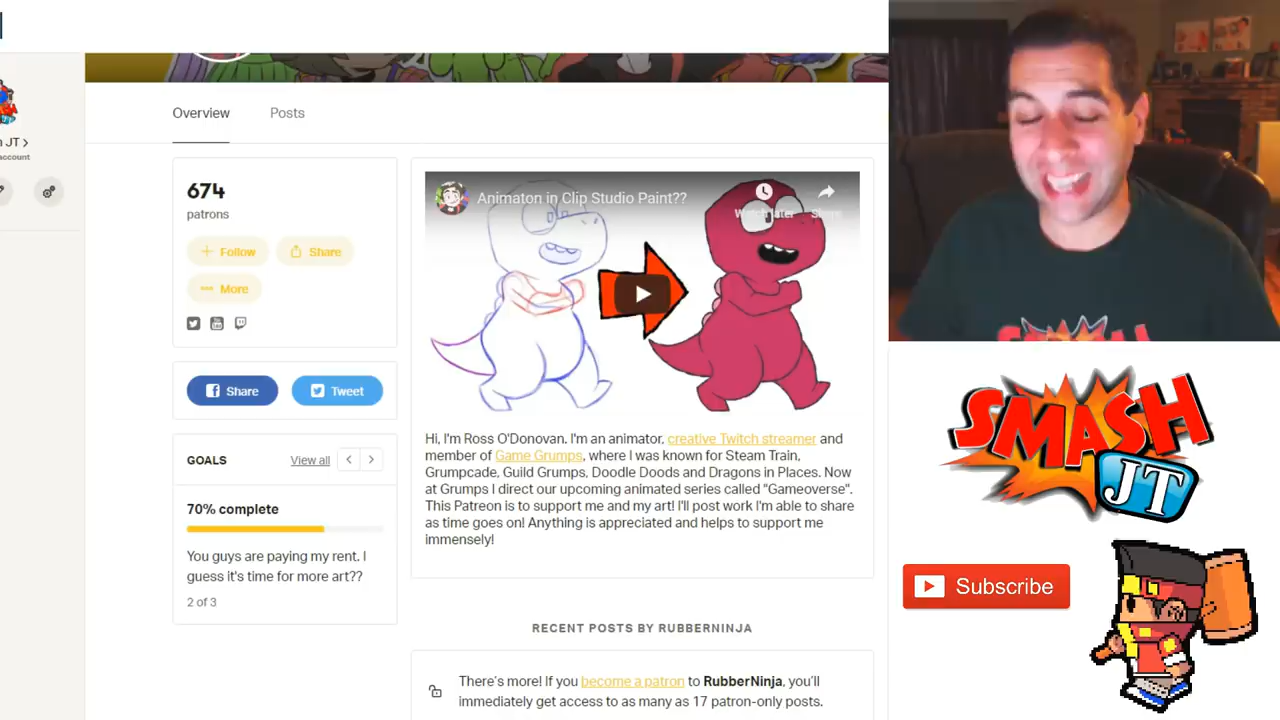 JT >
account
Overview
Posts
674
patrons
Follow
Share
More
Share
Tweet
GOALS
View all
70% complete
You guys are paying my rent. I
guess it's time for more art??
2 of 3
Animaton in Clip Studio Paint??
Watch later
Share
Hi, I'm Ross O'Donovan. I'm an animator, creative Twitch streamer and
member of Game Grumps, where I was known for Steam Train,
Grumpcade, Guild Grumps, Doodle Doods and Dragons in Places. Now
at Grumps I direct our upcoming animated series called "Gameoverse".
This Patreon is to support me and my art! I'll post work I'm able to share
as time goes on! Anything is appreciated and helps to support me
immensely!
RECENT POSTS BY RUBBERNINJA
There's more! If you become a patron to RubberNinja, you'll
immediately get access to as many as 17 patron-only posts.
SMASH
JT
Subscribe